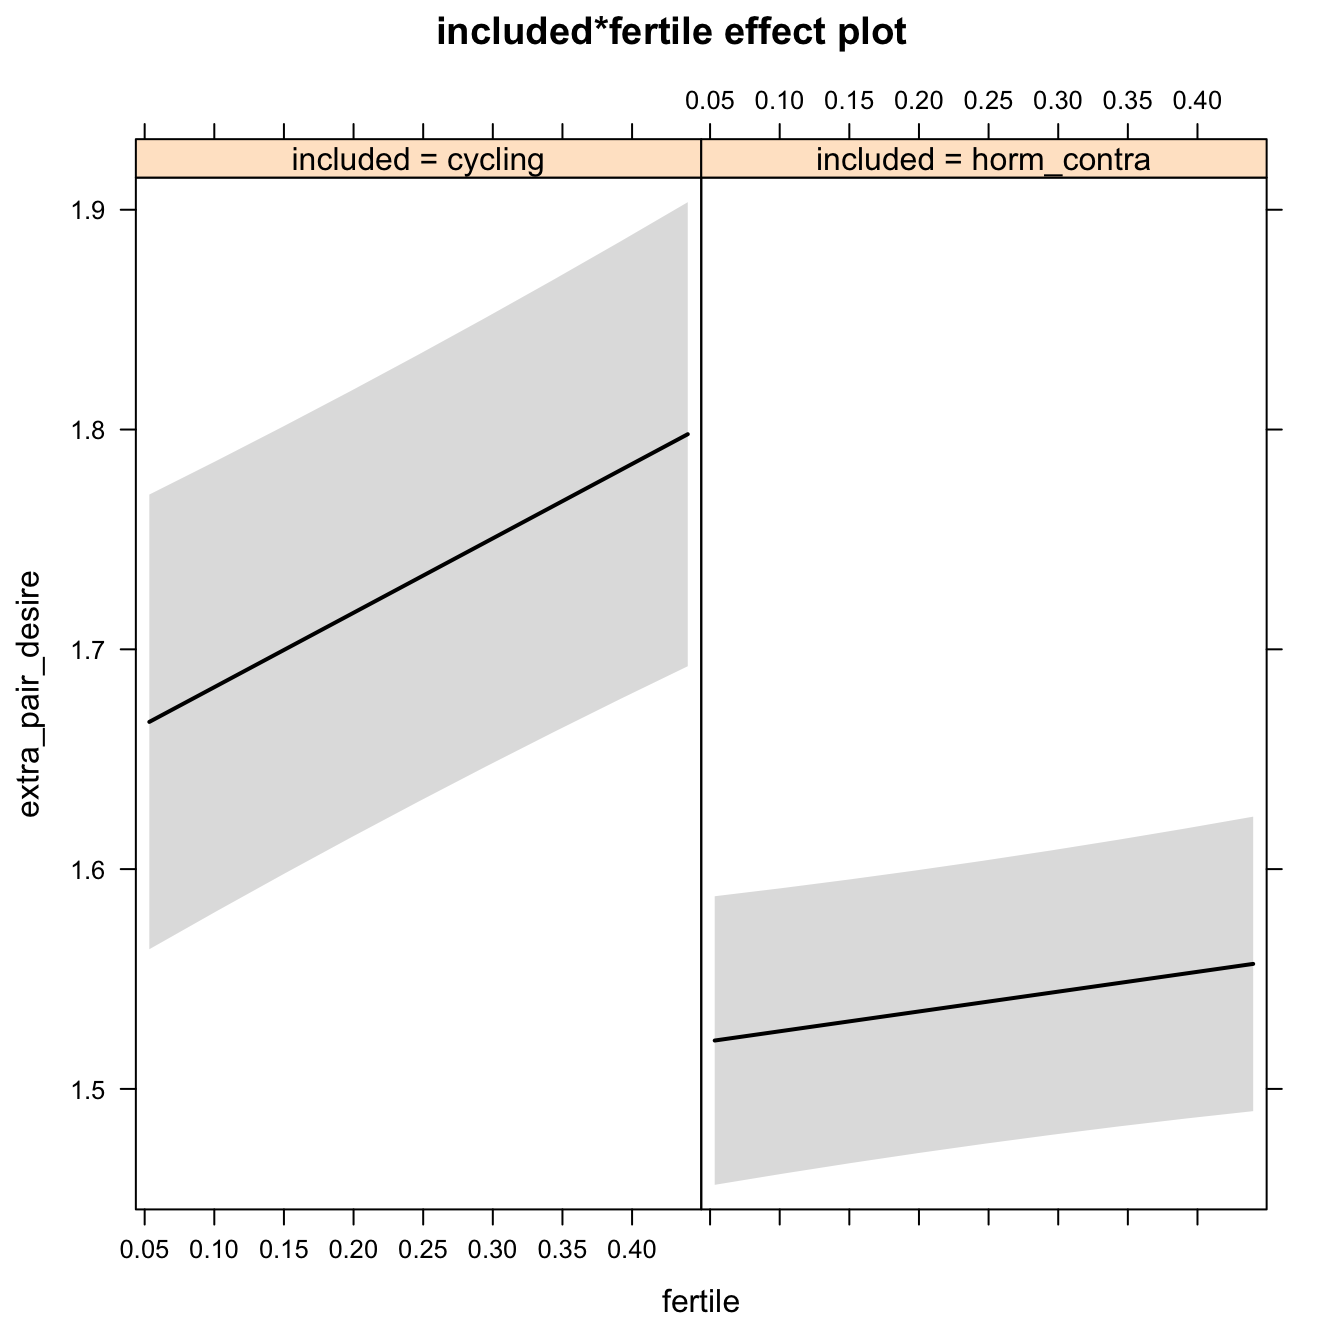 included*fertile effect plot
0.05 0.10 0.15 0.20 0.25 0.30 0.35 0.40
included = cycling
included = horm_contra
1.9
1.8
1.7
1.6
1.5
extra_pair_desire
0.05 0.10 0.15 0.20 0.25 0.30 0.35 0.40
fertile